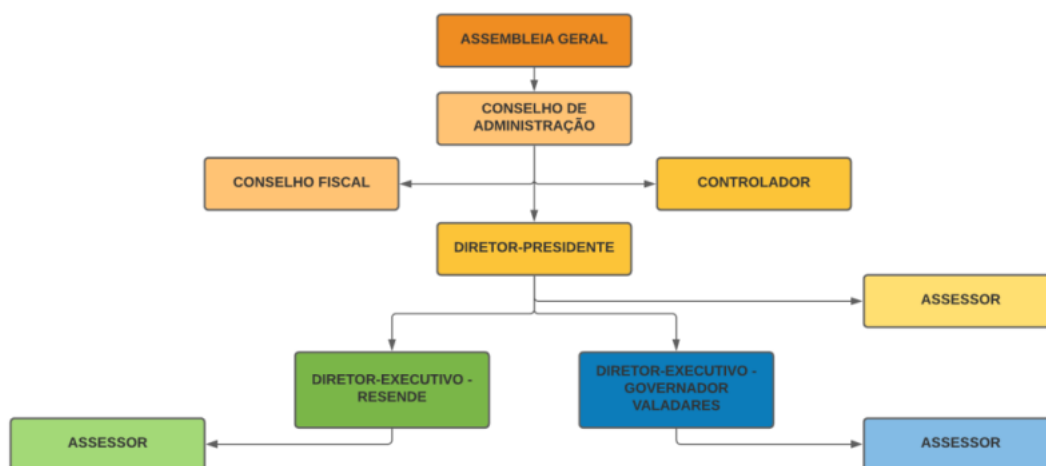 ASSEMBLEIA GERAL
CONSELHO DE
ADMINISTRAÇÃO
CONSELHO FISCAL
CONTROLADOR
DIRETOR-PRESIDENTE
ASSESSOR
DIRETOR-EXECUTIVO -
RESENDE
DIRETOR-EXECUTIVO -
GOVERNADOR
VALADARES
ASSESSOR
ASSESSOR